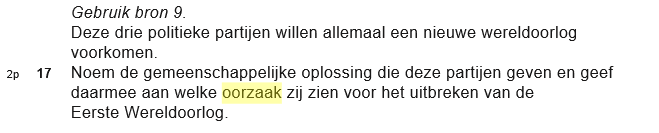 Gebruik bron 9.
Deze drie politieke partijen willen allemaal een nieuwe wereldoorlog
voorkomen.
2p 17 Noem de gemeenschappelijke oplossing die deze partijen geven en geef
daarmee aan welke oorzaak zij zien voor het uitbreken van de
Eerste Wereldoorlog.